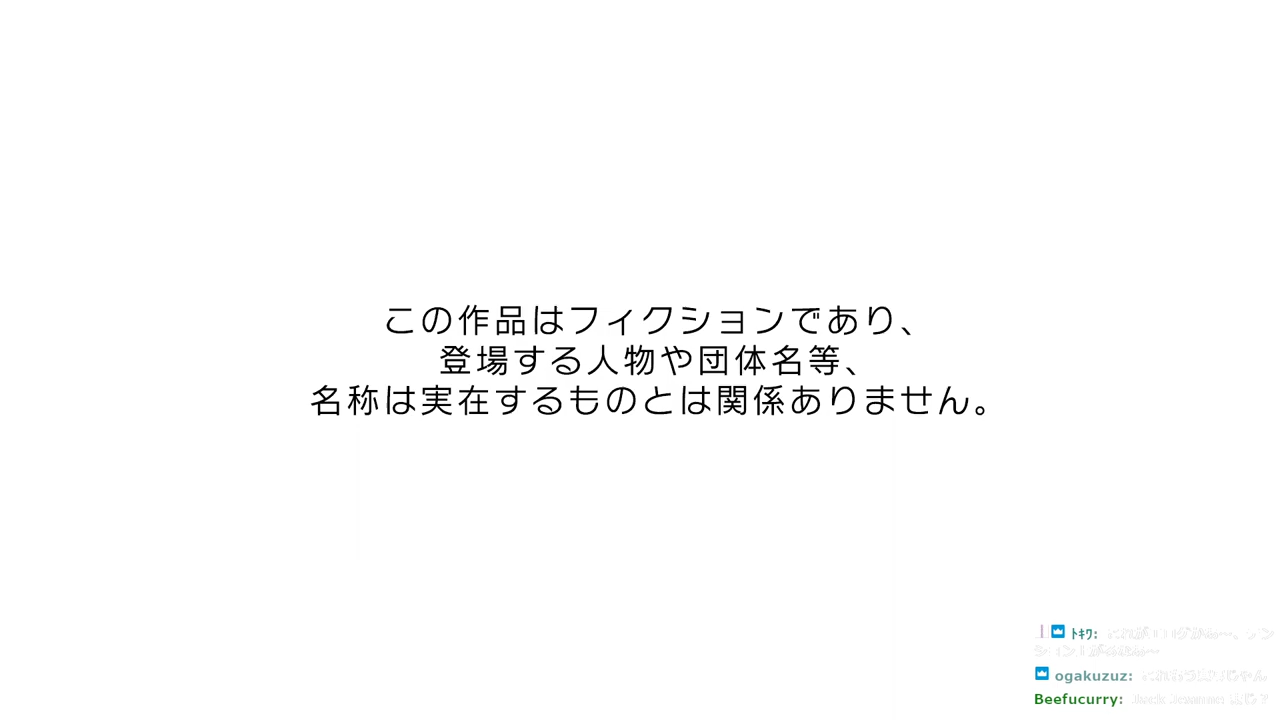 この作品はフィクションであり、
登場する人物や団体名等、
名称は実在するものとは関係ありません。
ﾄｷﾜ:
ogakuzuz:
Beefucurry: